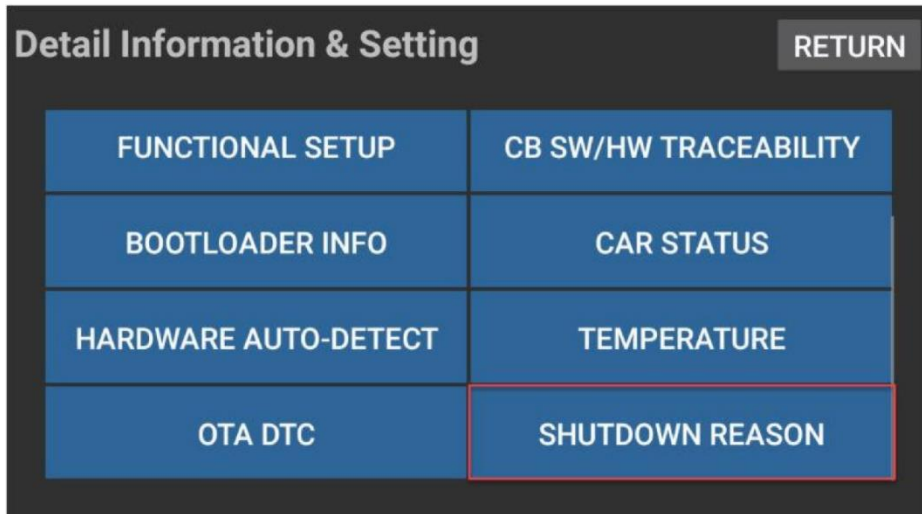 Detail Information & Setting
RETURN
FUNCTIONAL SETUP
CB SW/HW TRACEABILITY
BOOTLOADER INFO
CAR STATUS
HARDWARE AUTO-DETECT
TEMPERATURE
OTA DTC
SHUTDOWN REASON